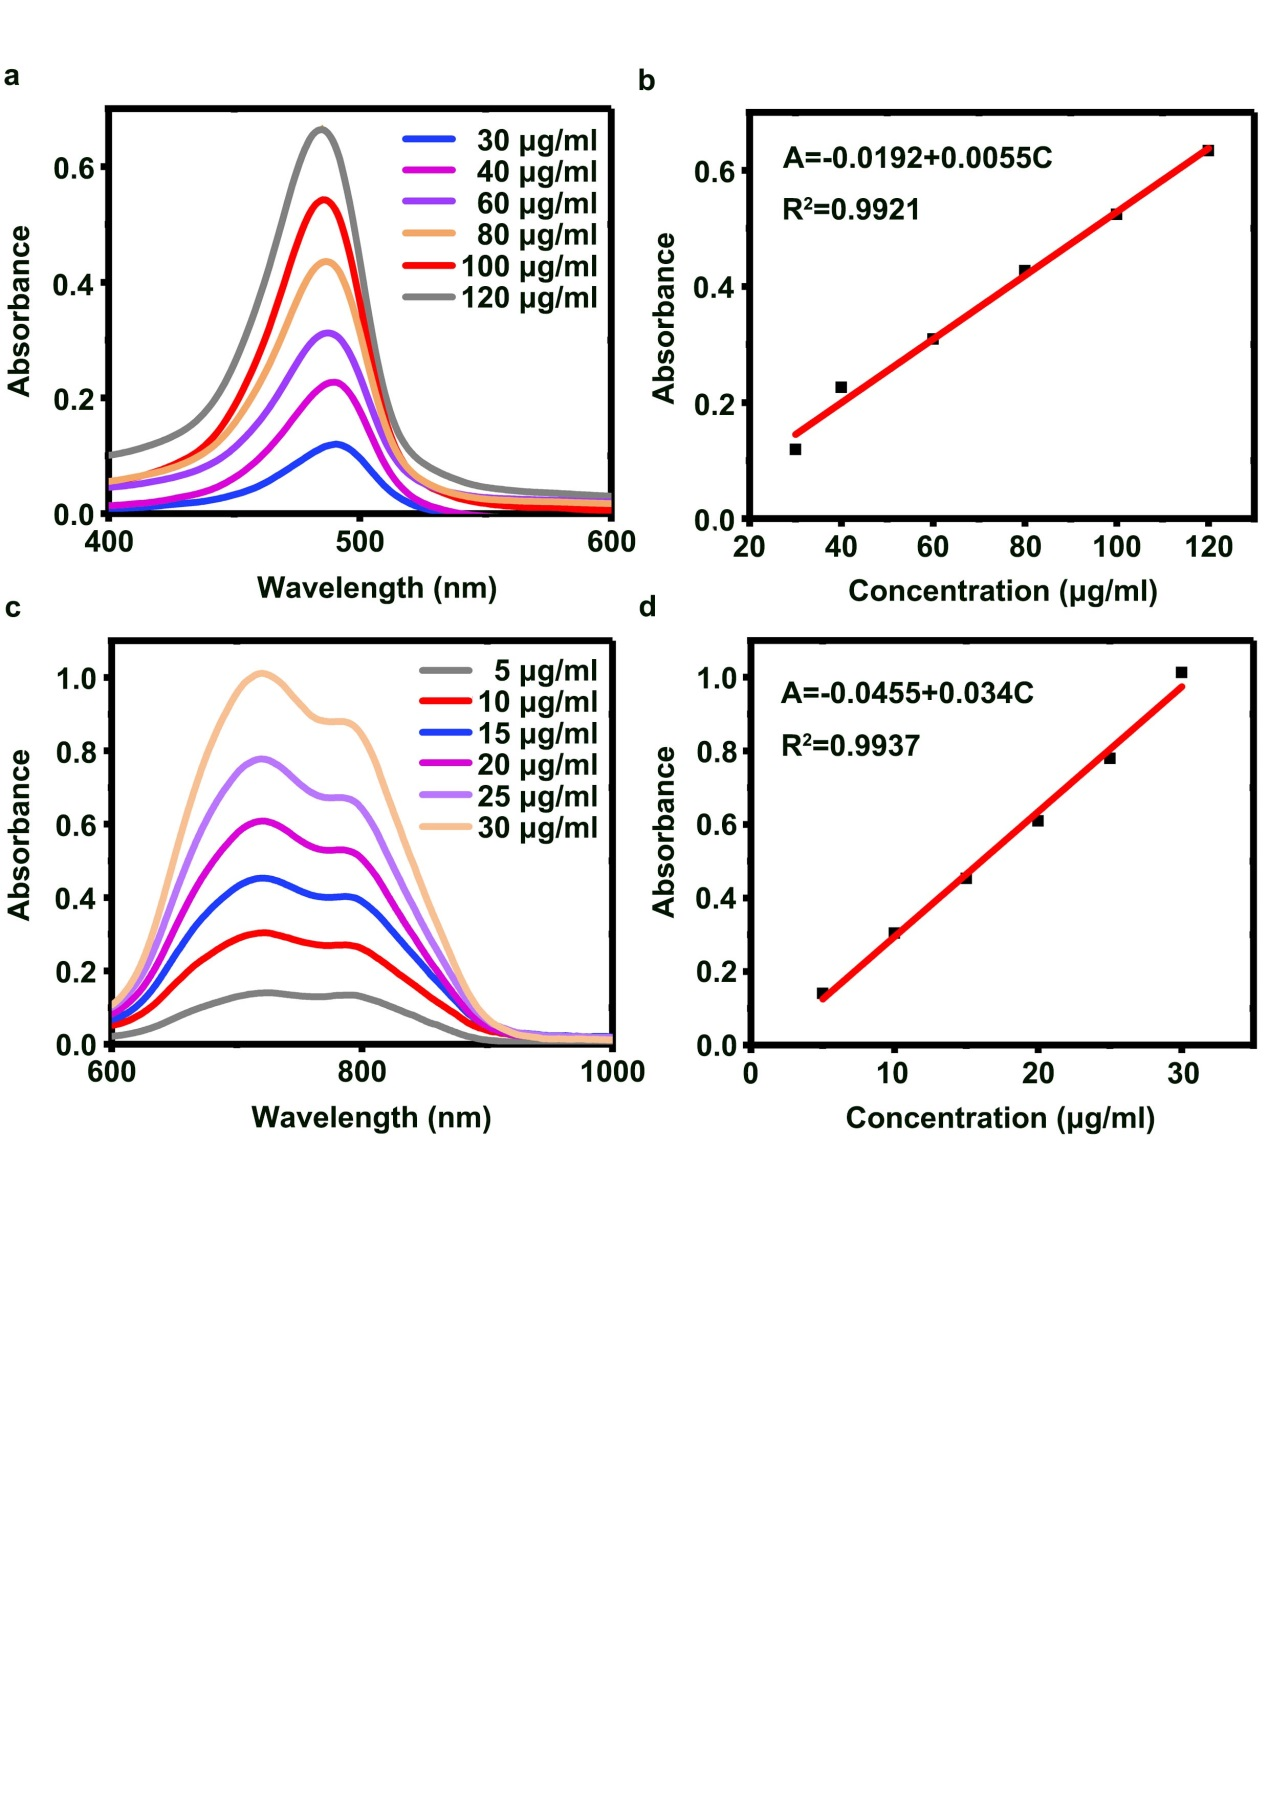 a
30 µg/ml
40 µg/ml
60 µg/ml
80 µg/ml
100 µg/ml
120 µg/ml
0.6
0.4
0.2
0.0
Absorbance
400
500
600
Wavelength (nm)
b
A=-0.0192+0.0055C
R²=0.9921
0.6
0.4
0.2
0.0
Absorbance
20
40
60
80
100
120
Concentration (µg/ml)
c
5 µg/ml
10 µg/ml
15 µg/ml
20 µg/ml
25 µg/ml
30 µg/ml
1.0
0.8
0.6
0.4
0.2
0.0
Absorbance
600
800
1000
Wavelength (nm)
d
A=-0.0455+0.034C
R²=0.9937
1.0
0.8
0.6
0.4
0.2
0.0
Absorbance
0
10
20
30
Concentration (µg/ml)